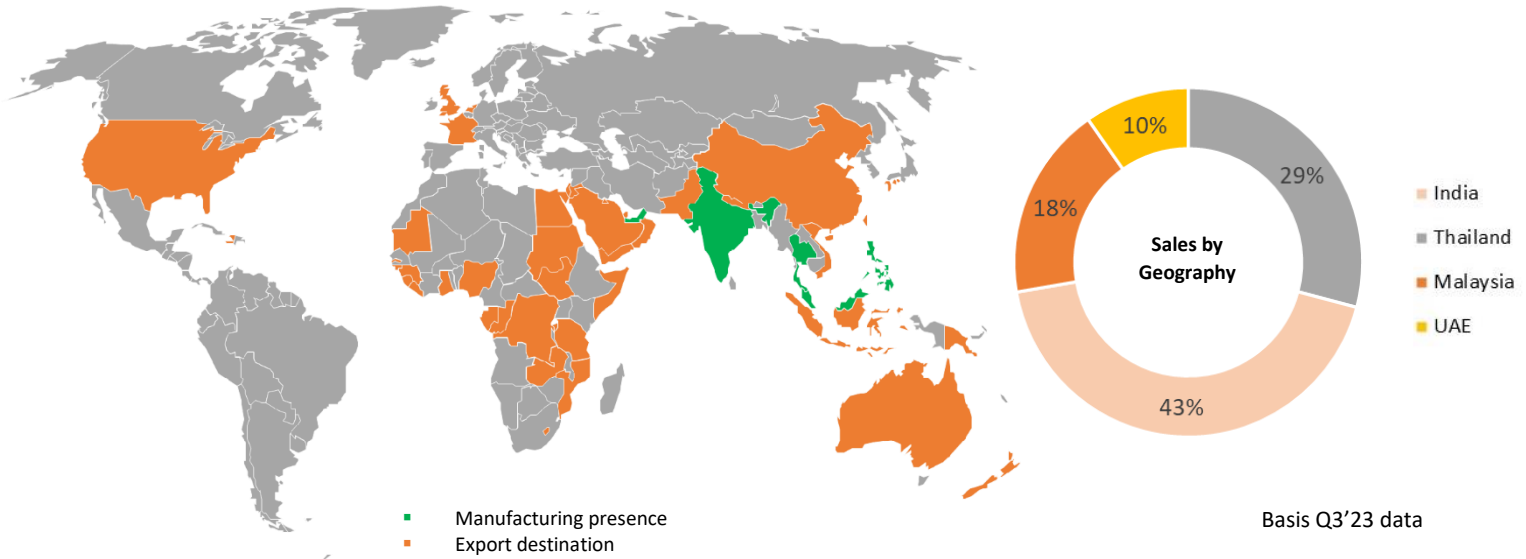 10%
29%
18%
43%
Sales by
Geography
India
Thailand
Malaysia
UAE
Manufacturing presence
Export destination
Basis Q3’23 data